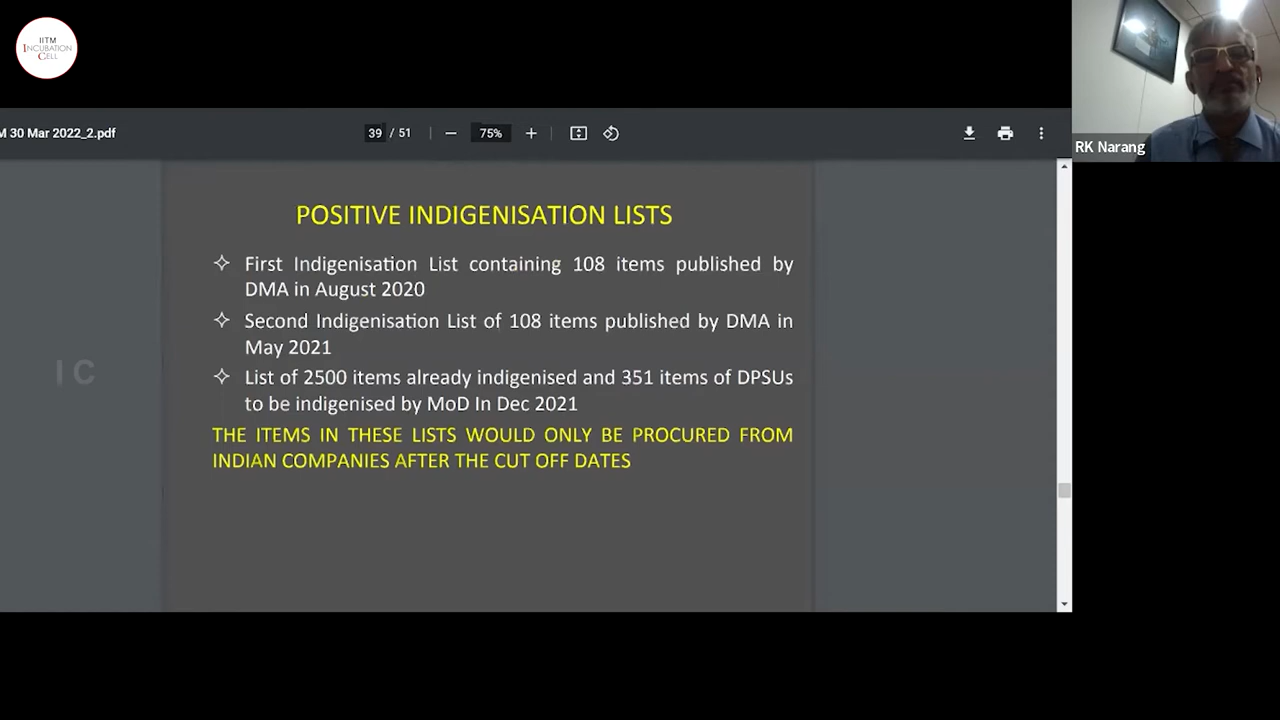 IITM
INCUBATION
CELL
M 30 Mar 2022_2.pdf
39 / 51
75%
RK Narang
POSITIVE INDIGENISATION LISTS
First Indigenisation List containing 108 items published by
DMA in August 2020
Second Indigenisation List of 108 items published by DMA in
May 2021
I C
List of 2500 items already indigenised and 351 items of DPSUs
to be indigenised by MoD In Dec 2021
THE ITEMS IN THESE LISTS WOULD ONLY BE PROCURED FROM
INDIAN COMPANIES AFTER THE CUT OFF DATES